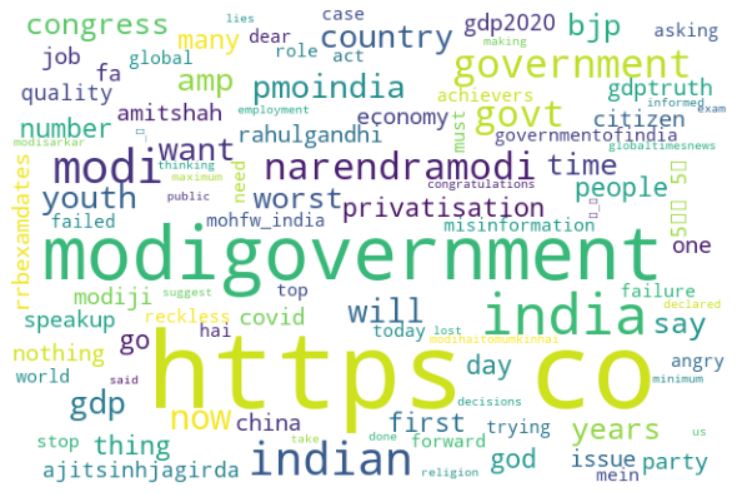 congress
many
lies
case
dear
country
gdp2020
making
bjp
asking
job
global
role
act
government
fa
amp
pmoindia
achievers
gdptruth
quality
employment
govt
informed
exam
number
amitshah
economy
must
citizen
modisarkar
rahulgandhi
governmentofindia
globaltimesnews
modi
want
thinking
maximum
narendramodi
time
people
youth
public
need
worst
congratulations
privatisation
failed
mohfw_india
misinformation
one
rrbexamdates
modigovernment
modiji
suggest
top
will
india
failure
declared
speakup
reckless
covid
today
lost
say
hai
modihaitomumkinhai
nothing
go
https co
day
angry
world
said
minimum
gdp
now
china
decisions
first
trying
years
us
stop
thing
take
done
forward
god
issue
party
ajitsinhjagirda
indian
religion
mein